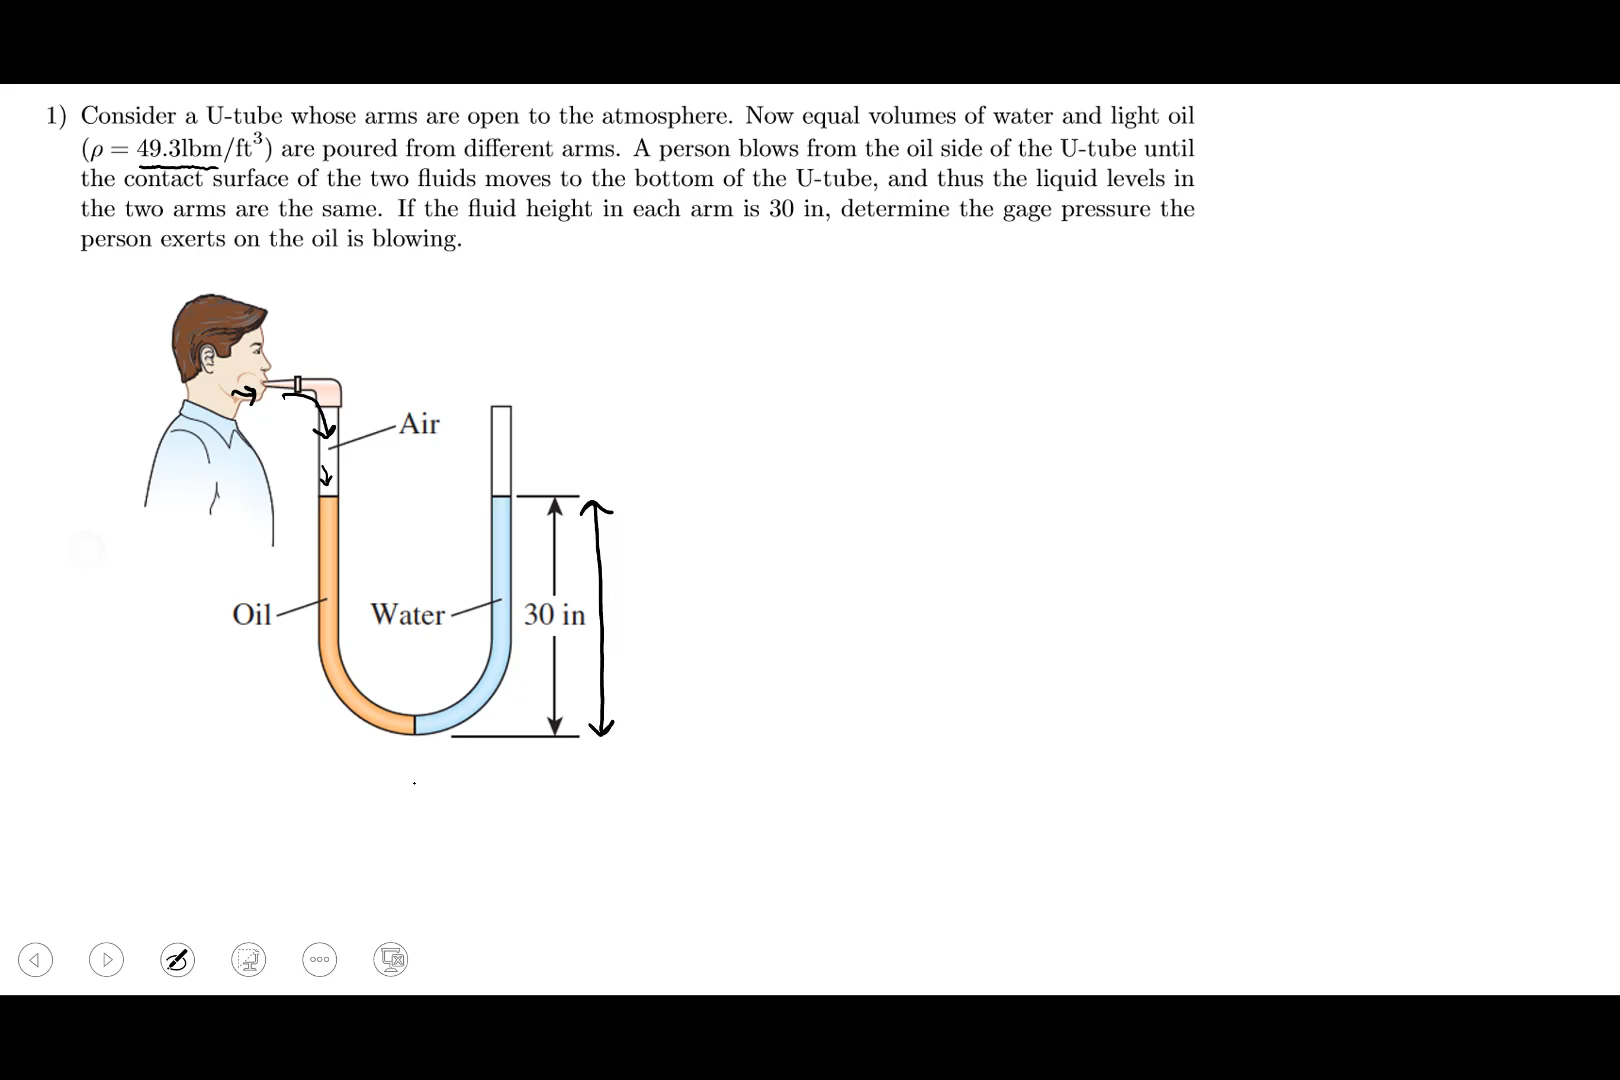 1) Consider a U-tube whose arms are open to the atmosphere. Now equal volumes of water and light oil
(ρ = 49.3lbm/ft³) are poured from different arms. A person blows from the oil side of the U-tube until
the contact surface of the two fluids moves to the bottom of the U-tube, and thus the liquid levels in
the two arms are the same. If the fluid height in each arm is 30 in, determine the gage pressure the
person exerts on the oil is blowing.
Air
Oil
Water
30 in